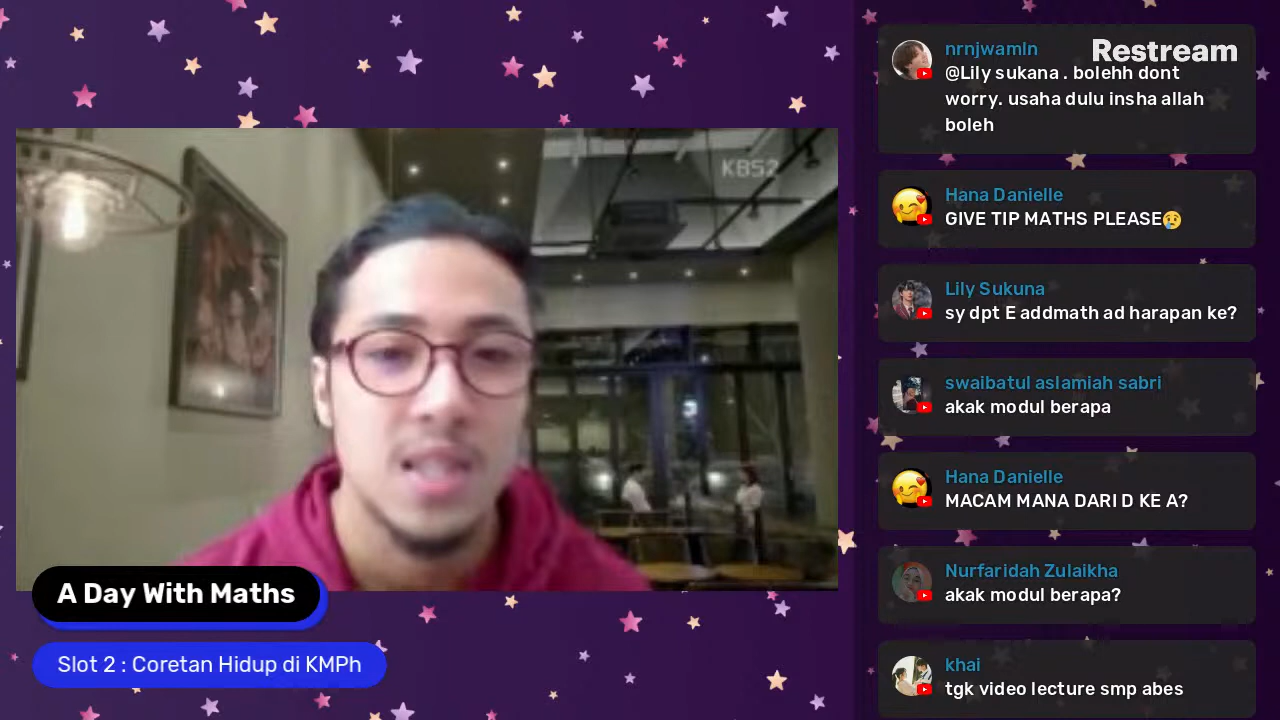 KBS2
A Day With Maths
Slot 2 : Coretan Hidup di KMPh
Restream
nrnjwamln
@Lily sukana . bolehh dont
worry. usaha dulu insha allah
boleh
Hana Danielle
GIVE TIP MATHS PLEASE😢
Lily Sukuna
sy dpt E addmath ad harapan ke?
swaibatul aslamiah sabri
akak modul berapa
Hana Danielle
MACAM MANA DARI D KE A?
Nurfaridah Zulaikha
akak modul berapa?
khai
tgk video lecture smp abes